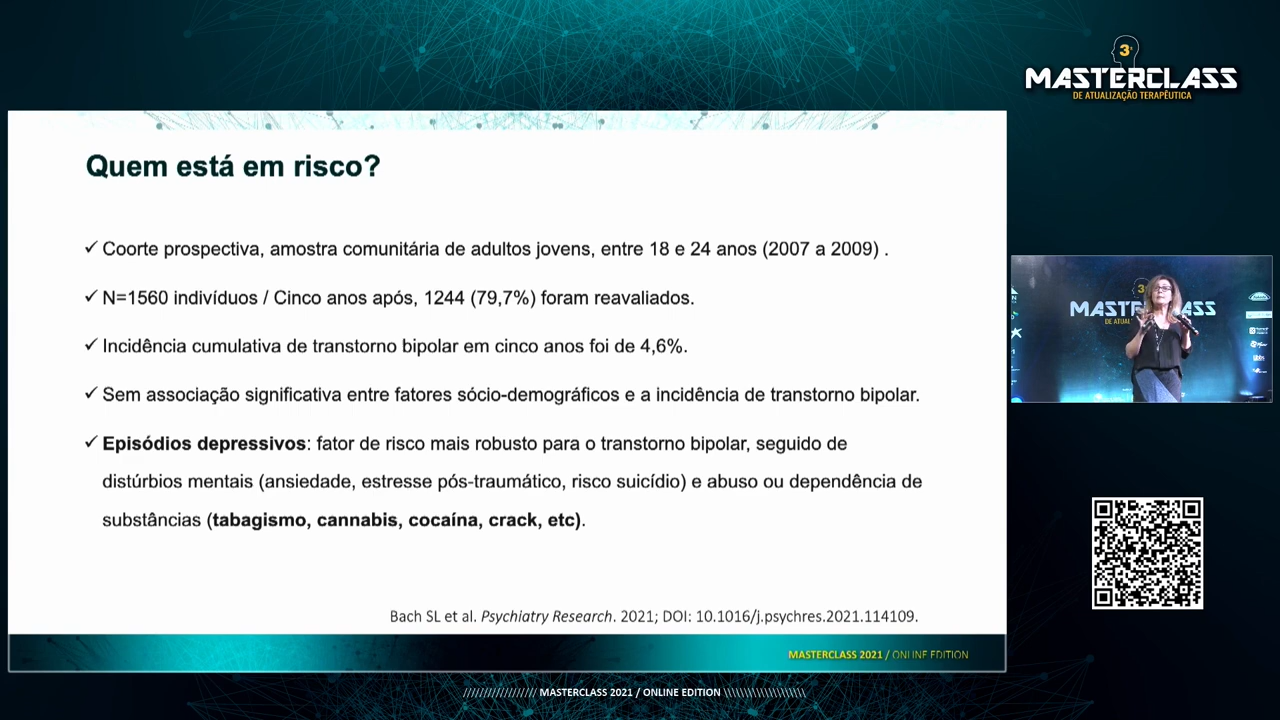 3ª
MASTERCLASS
DE ATUALIZAÇÃO TERAPÊUTICA
Quem está em risco?
✓ Coorte prospectiva, amostra comunitária de adultos jovens, entre 18 e 24 anos (2007 a 2009) .
✓ N=1560 indivíduos / Cinco anos após, 1244 (79,7%) foram reavaliados.
✓ Incidência cumulativa de transtorno bipolar em cinco anos foi de 4,6%.
✓ Sem associação significativa entre fatores sócio-demográficos e a incidência de transtorno bipolar.
✓ Episódios depressivos: fator de risco mais robusto para o transtorno bipolar, seguido de
distúrbios mentais (ansiedade, estresse pós-traumático, risco suicídio) e abuso ou dependência de
substâncias (tabagismo, cannabis, cocaína, crack, etc).
Bach SL et al. Psychiatry Research. 2021; DOI: 10.1016/j.psychres.2021.114109.
MASTERCLASS 2021 / ONLINE EDITION
////////////////// MASTERCLASS 2021 / ONLINE EDITION \\\\\\\\\\\\\\\\\\\\